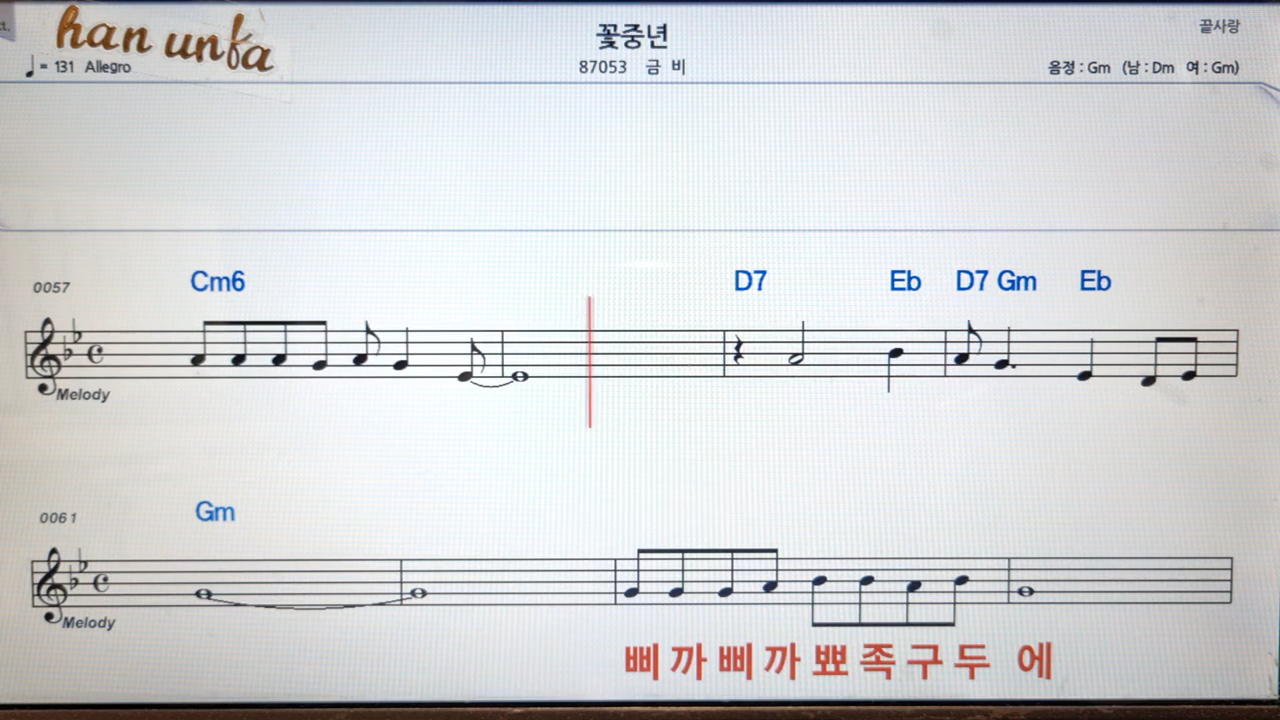 han unfa
꽃중년
끝사랑
♩= 131 Allegro
87053 금 비
음정 : Gm (남 : Dm 여 : Gm)
0057
Cm6 D7 Eb D7 Gm Eb
Melody
0061
Gm
Melody
삐 까 삐 까 뾰 족 구 두 에